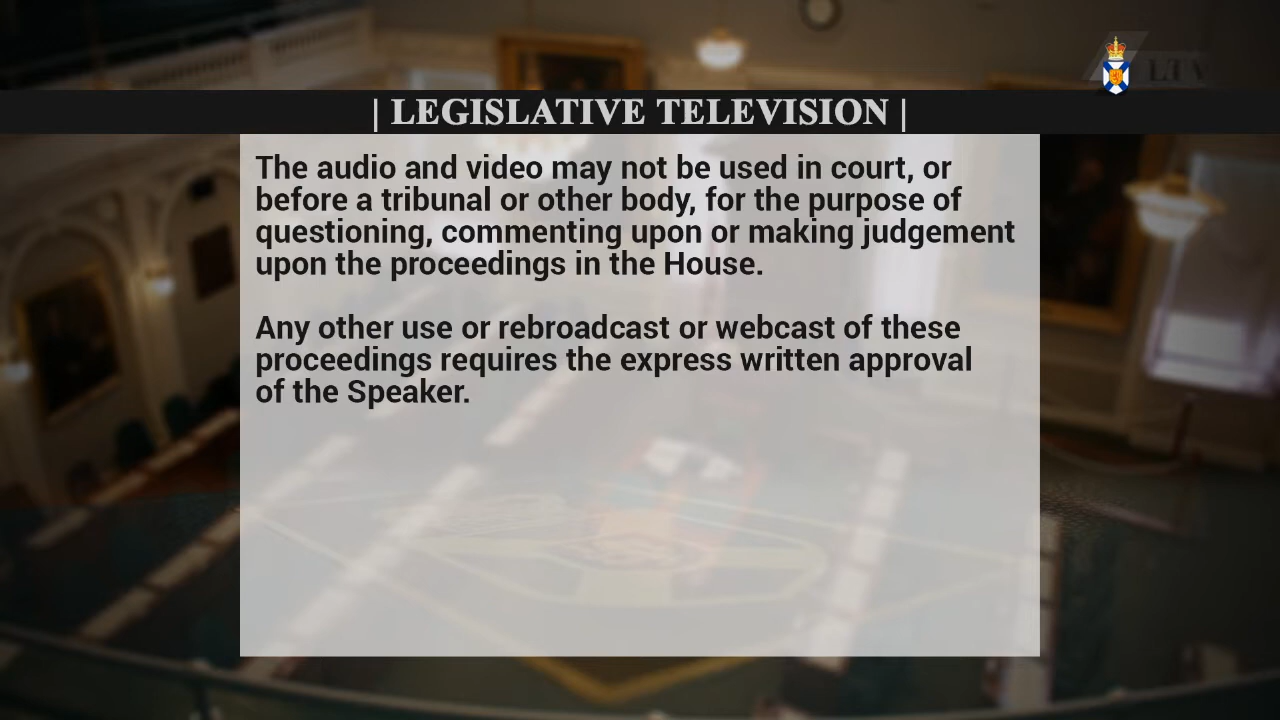 LTV
| LEGISLATIVE TELEVISION |
The audio and video may not be used in court, or
before a tribunal or other body, for the purpose of
questioning, commenting upon or making judgement
upon the proceedings in the House.
Any other use or rebroadcast or webcast of these
proceedings requires the express written approval
of the Speaker.